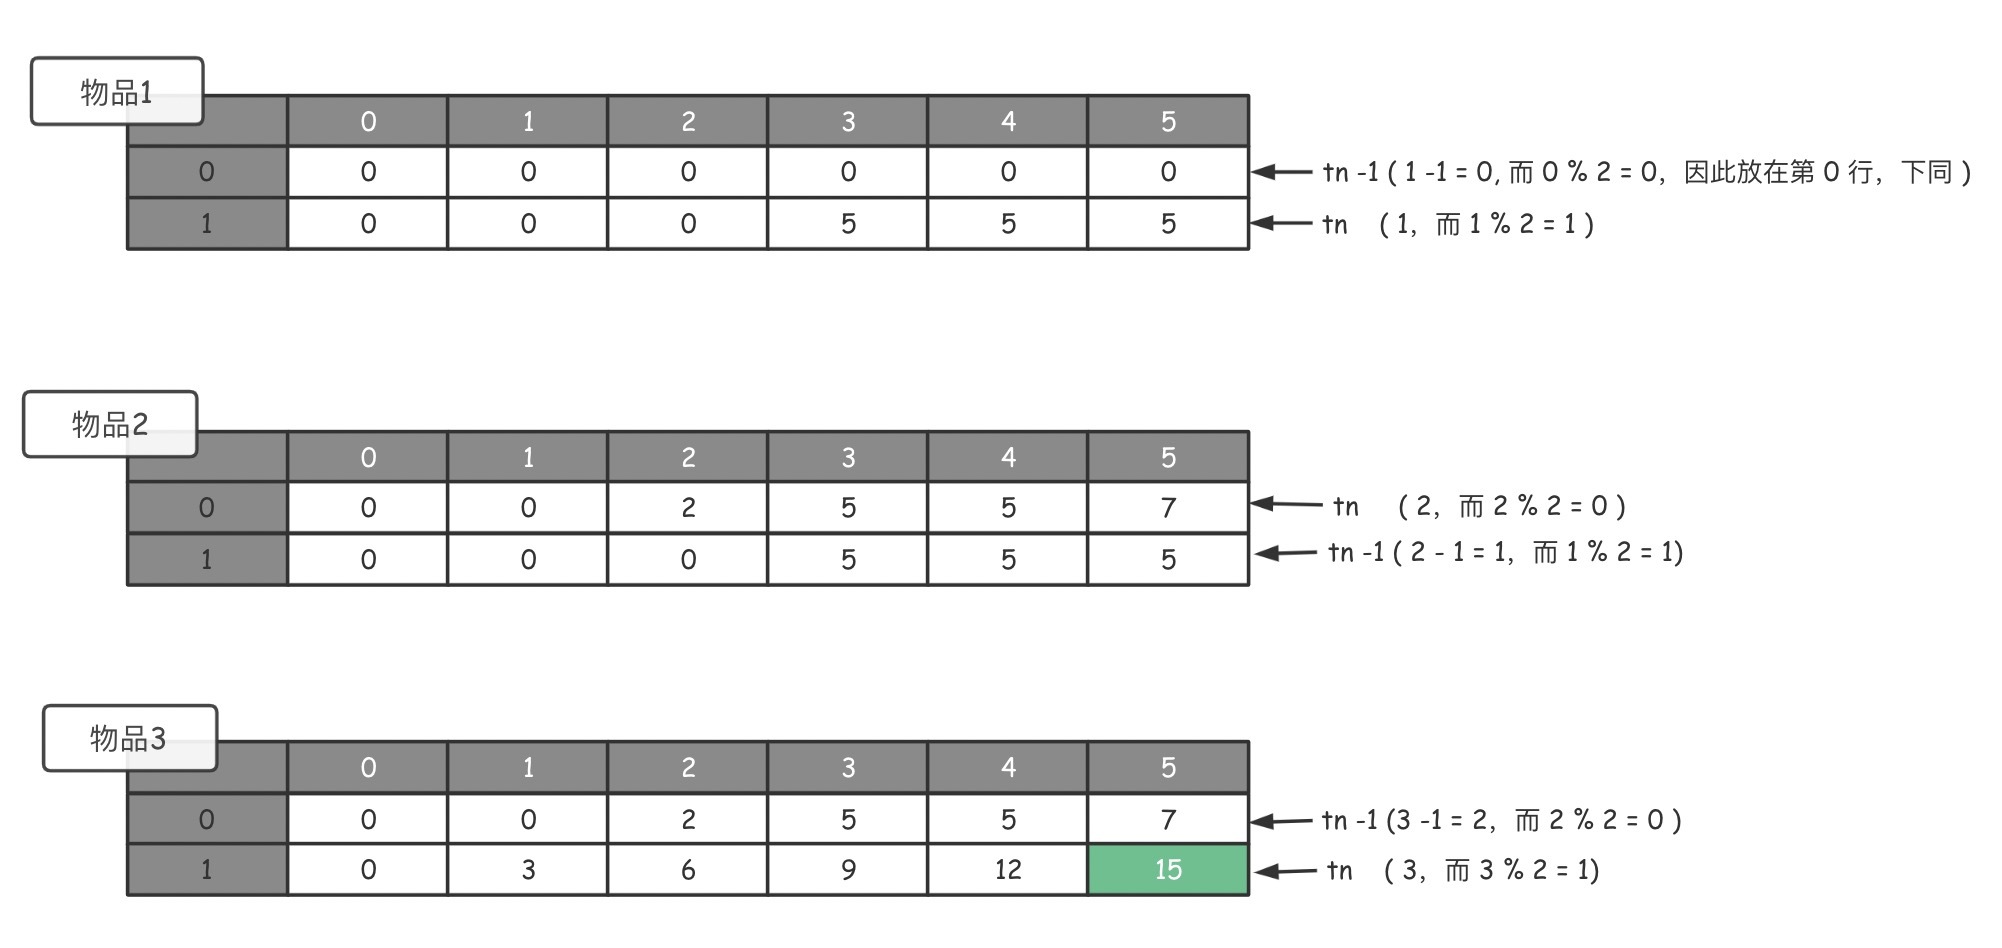 物品1
0 1 2 3 4 5
0 0 0 0 0 0 0 tn -1 ( 1 -1 = 0, 而 0 % 2 = 0，因此放在第 0 行，下同 )
1 0 0 0 5 5 5 tn ( 1，而 1 % 2 = 1 )
物品2
0 1 2 3 4 5
0 0 0 2 5 5 7 tn ( 2，而 2 % 2 = 0 )
1 0 0 0 5 5 5 tn -1 ( 2 - 1 = 1，而 1 % 2 = 1)
物品3
0 1 2 3 4 5
0 0 0 2 5 5 7 tn -1 (3 -1 = 2，而 2 % 2 = 0 )
1 0 3 6 9 12 15 tn ( 3，而 3 % 2 = 1)